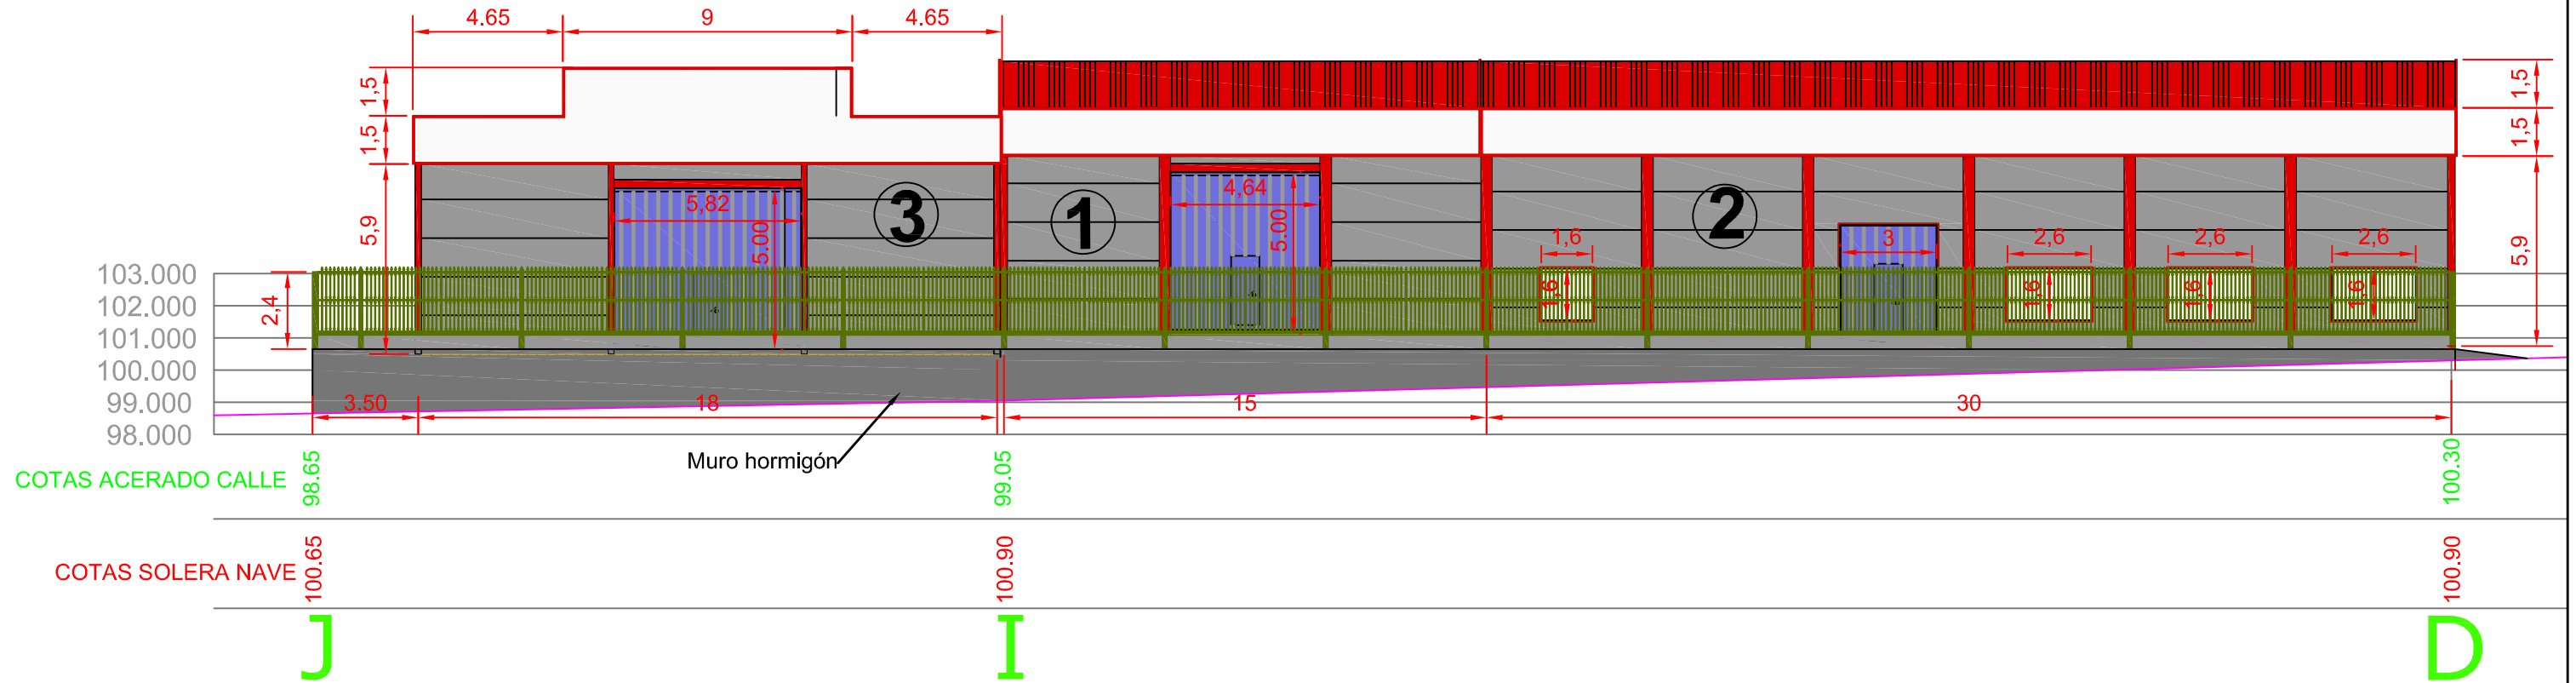 4.65 9 4.65
1,5 1,5
1,5 1,5
5,9 5,82 5.00 3 1 4,64 5.00 2 5,9
1,6 3 2,6 2,6 2,6
1,6 1,6 1,6 1,6
2,4
103.000
102.000
101.000
100.000
99.000
98.000
3.50 18 15 30
Muro hormigón
COTAS ACERADO CALLE 98.65 99.05 100.30
COTAS SOLERA NAVE 100.65 100.90 100.90
J I D